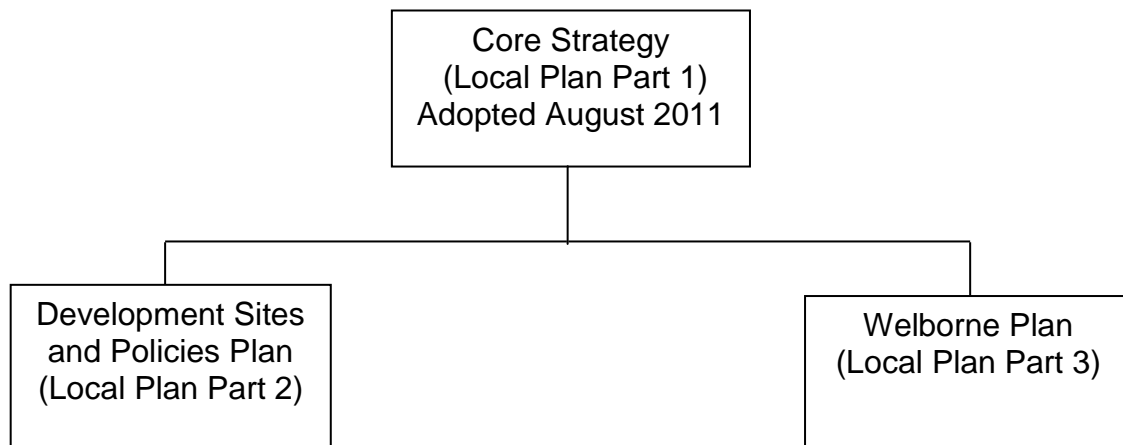 Core Strategy
(Local Plan Part 1)
Adopted August 2011
Development Sites
and Policies Plan
(Local Plan Part 2)
Welborne Plan
(Local Plan Part 3)